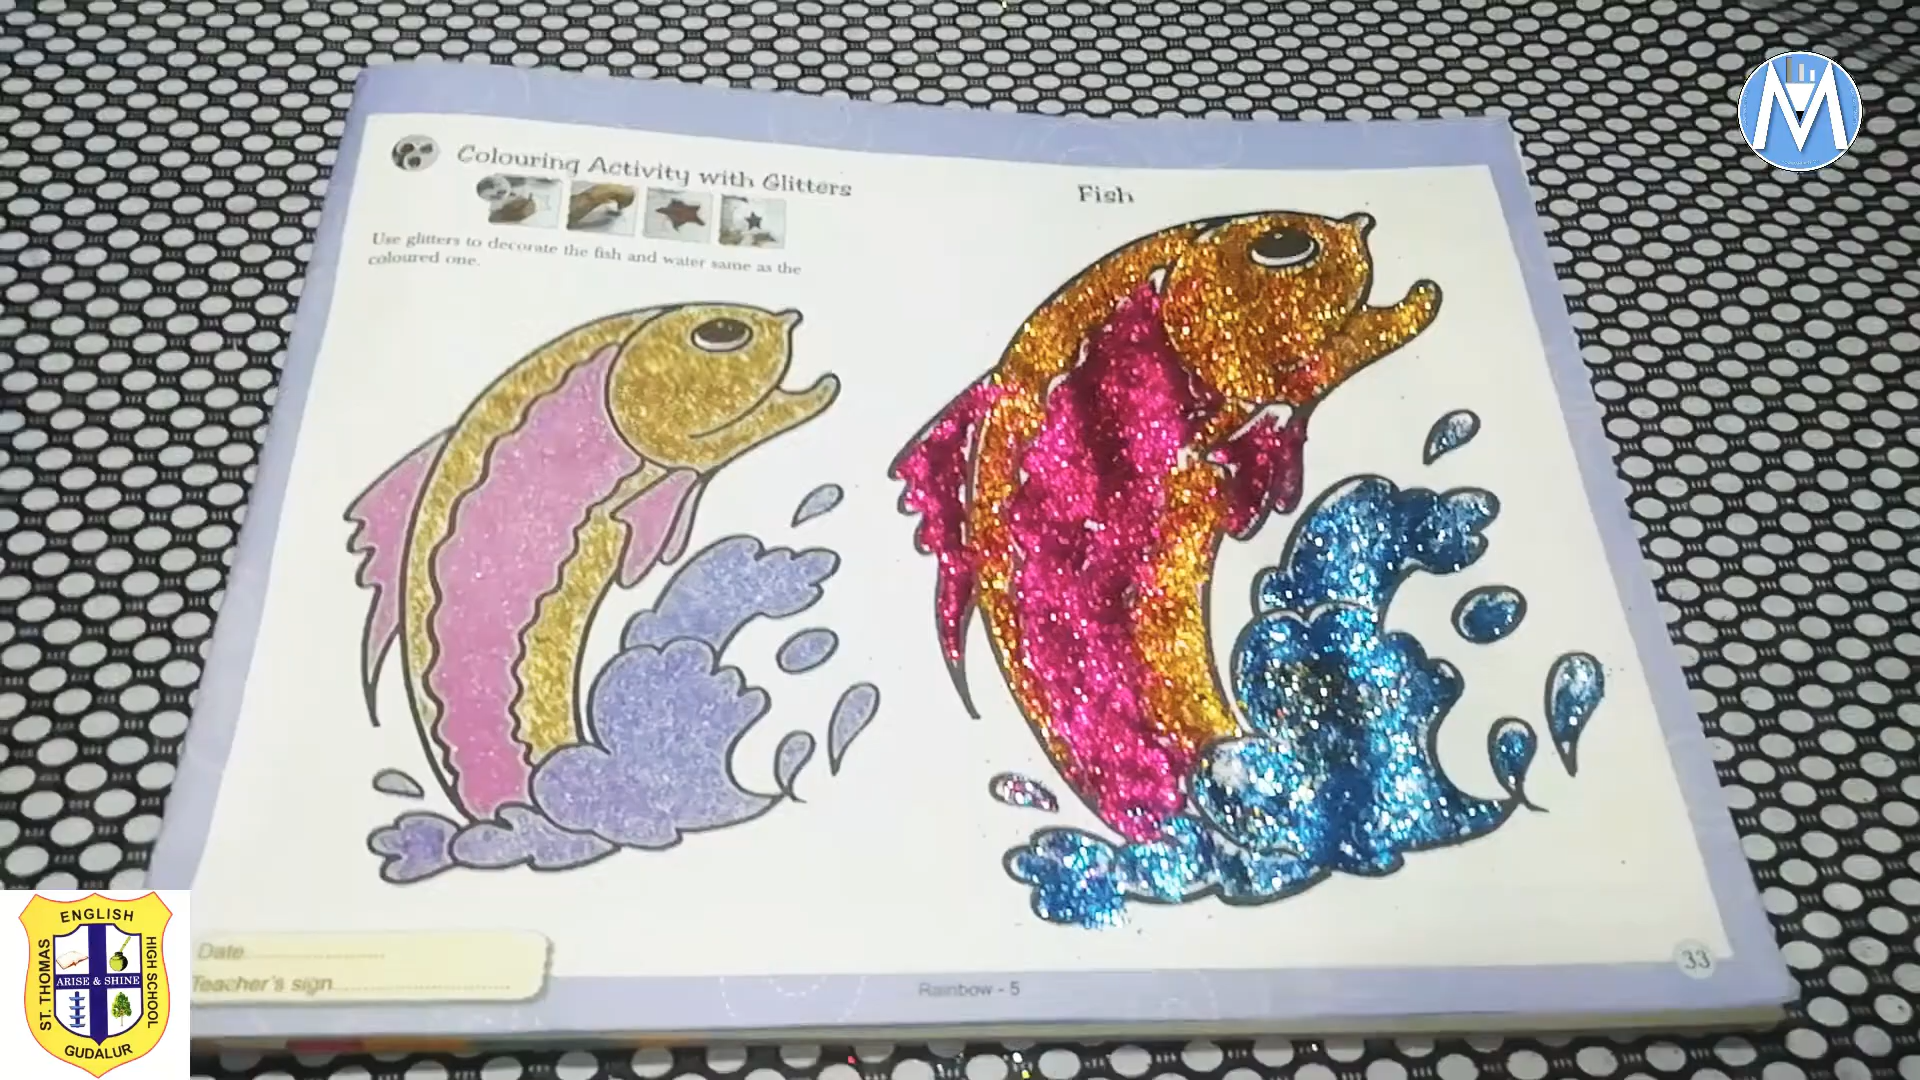 Colouring Activity with Glitters
Fish
Use glitters to decorate the fish and water same as the
coloured one.
Date
Teacher's sign
Rainbow - 5
33
M
ENGLISH
ST. THOMAS
HIGH SCHOOL
ARISE & SHINE
GUDALUR